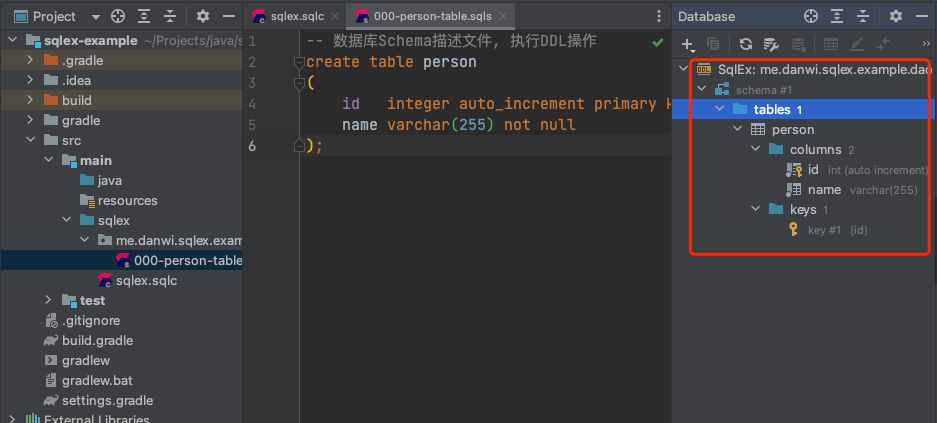 Project
sqlex-example ~/Projects/java/s
.gradle
.idea
build
gradle
src
main
java
resources
sqlex
me.danwi.sqlex.exam
000-person-table
sqlex.sqlc
test
.gitignore
build.gradle
gradlew
gradlew.bat
settings.gradle
External Libraries
sqlex.sqlc
000-person-table.sqls
1 -- 数据库Schema描述文件, 执行DDL操作
2 create table person
3 (
4 id integer auto_increment primary k
5 name varchar(255) not null
6 );
Database
SqlEx: me.danwi.sqlex.example.dao
schema #1
tables 1
person
columns 2
id int (auto increment)
name varchar(255)
keys 1
key #1 (id)